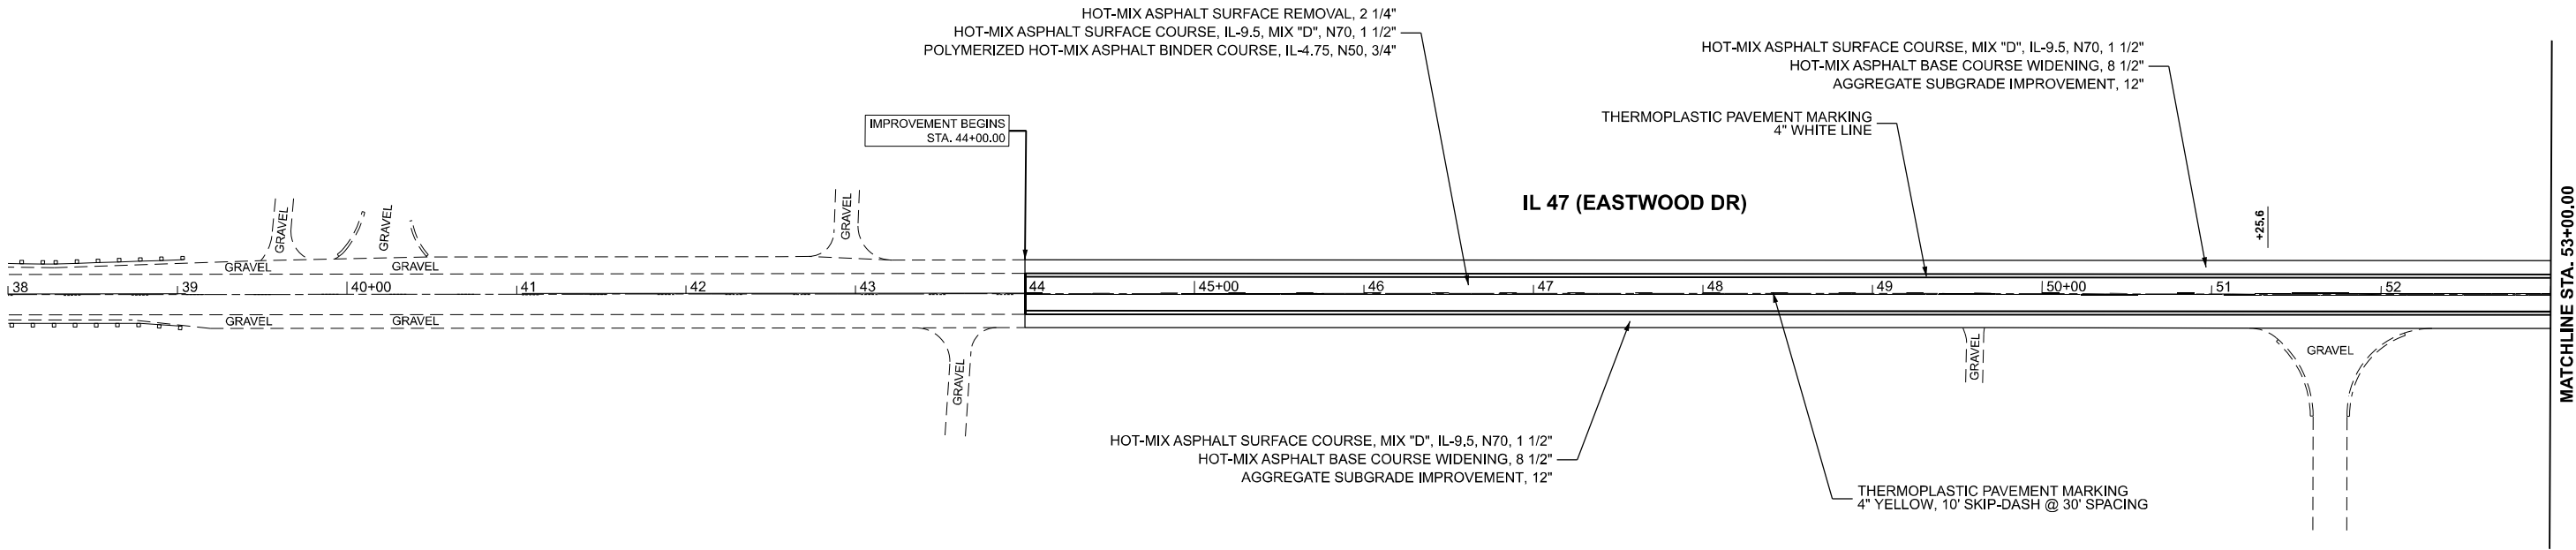 HOT-MIX ASPHALT SURFACE REMOVAL, 2 1/4"
HOT-MIX ASPHALT SURFACE COURSE, IL-9.5, MIX "D", N70, 1 1/2"
POLYMERIZED HOT-MIX ASPHALT BINDER COURSE, IL-4.75, N50, 3/4"
HOT-MIX ASPHALT SURFACE COURSE, MIX "D", IL-9.5, N70, 1 1/2"
HOT-MIX ASPHALT BASE COURSE WIDENING, 8 1/2"
AGGREGATE SUBGRADE IMPROVEMENT, 12"
THERMOPLASTIC PAVEMENT MARKING
4" WHITE LINE
IMPROVEMENT BEGINS
STA. 44+00.00
IL 47 (EASTWOOD DR)
+25.6
MATCHLINE STA. 53+00.00
GRAVEL
GRAVEL
GRAVEL
GRAVEL
GRAVEL
38
39
40+00
41
42
43
44
45+00
46
47
48
49
50+00
51
52
GRAVEL
GRAVEL
GRAVEL
GRAVEL
GRAVEL
HOT-MIX ASPHALT SURFACE COURSE, MIX "D", IL-9.5, N70, 1 1/2"
HOT-MIX ASPHALT BASE COURSE WIDENING, 8 1/2"
AGGREGATE SUBGRADE IMPROVEMENT, 12"
THERMOPLASTIC PAVEMENT MARKING
4" YELLOW, 10' SKIP-DASH @ 30' SPACING